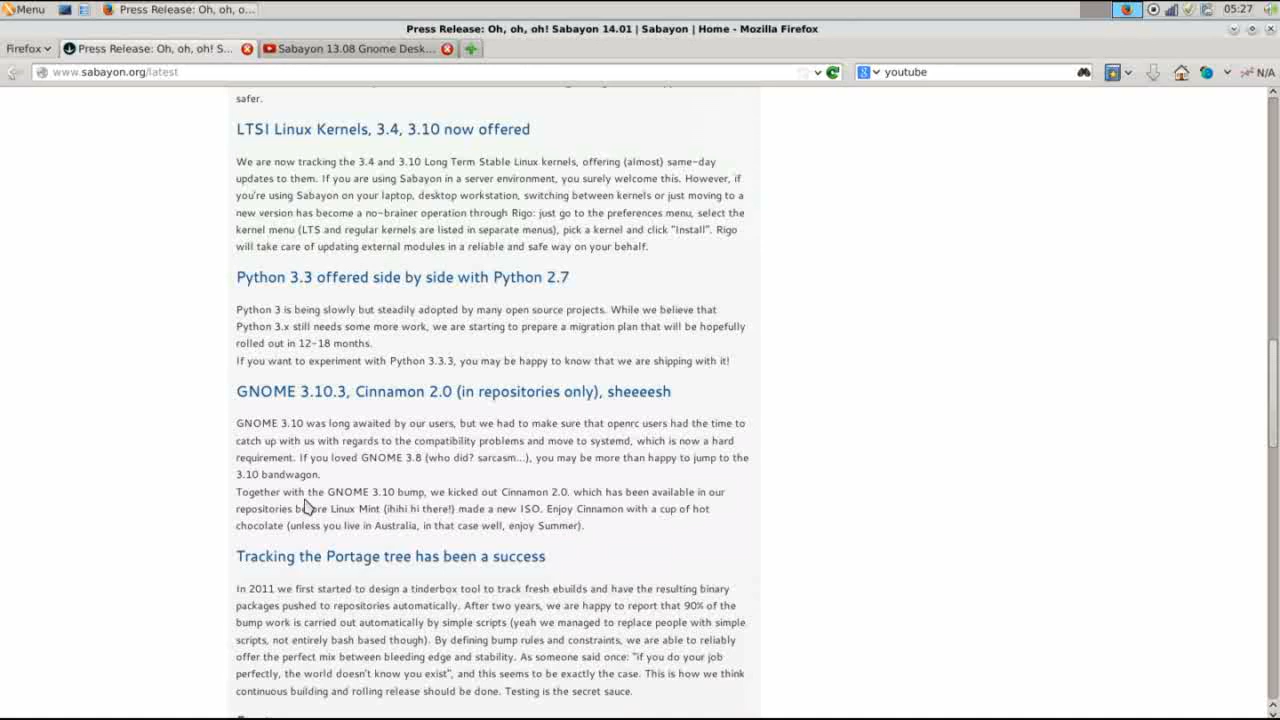 Menu
Press Release: Oh, oh, o...
05:27
Press Release: Oh, oh, oh! Sabayon 14.01 | Sabayon | Home - Mozilla Firefox
Firefox
Press Release: Oh, oh, oh! S...
Sabayon 13.08 Gnome Desk...
www.sabayon.org/latest
youtube
N/A
safer.
LTSI Linux Kernels, 3.4, 3.10 now offered
We are now tracking the 3.4 and 3.10 Long Term Stable Linux kernels, offering (almost) same-day
updates to them. If you are using Sabayon in a server environment, you surely welcome this. However, if
you're using Sabayon on your laptop, desktop workstation, switching between kernels or just moving to a
new version has become a no-brainer operation through Rigo: just go to the preferences menu, select the
kernel menu (LTS and regular kernels are listed in separate menus), pick a kernel and click "Install". Rigo
will take care of updating external modules in a reliable and safe way on your behalf.
Python 3.3 offered side by side with Python 2.7
Python 3 is being slowly but steadily adopted by many open source projects. While we believe that
Python 3.x still needs some more work, we are starting to prepare a migration plan that will be hopefully
rolled out in 12-18 months.
If you want to experiment with Python 3.3.3, you may be happy to know that we are shipping with it!
GNOME 3.10.3, Cinnamon 2.0 (in repositories only), sheeeesh
GNOME 3.10 was long awaited by our users, but we had to make sure that openrc users had the time to
catch up with us with regards to the compatibility problems and move to systemd, which is now a hard
requirement. If you loved GNOME 3.8 (who did? sarcasm...), you may be more than happy to jump to the
3.10 bandwagon.
Together with the GNOME 3.10 bump, we kicked out Cinnamon 2.0. which has been available in our
repositories before Linux Mint (ihihi hi there!) made a new ISO. Enjoy Cinnamon with a cup of hot
chocolate (unless you live in Australia, in that case well, enjoy Summer).
Tracking the Portage tree has been a success
In 2011 we first started to design a tinderbox tool to track fresh ebuilds and have the resulting binary
packages pushed to repositories automatically. After two years, we are happy to report that 90% of the
bump work is carried out automatically by simple scripts (yeah we managed to replace people with simple
scripts, not entirely bash based though). By defining bump rules and constraints, we are able to reliably
offer the perfect mix between bleeding edge and stability. As someone said once: "if you do your job
perfectly, the world doesn't know you exist", and this seems to be exactly the case. This is how we think
continuous building and rolling release should be done. Testing is the secret sauce.